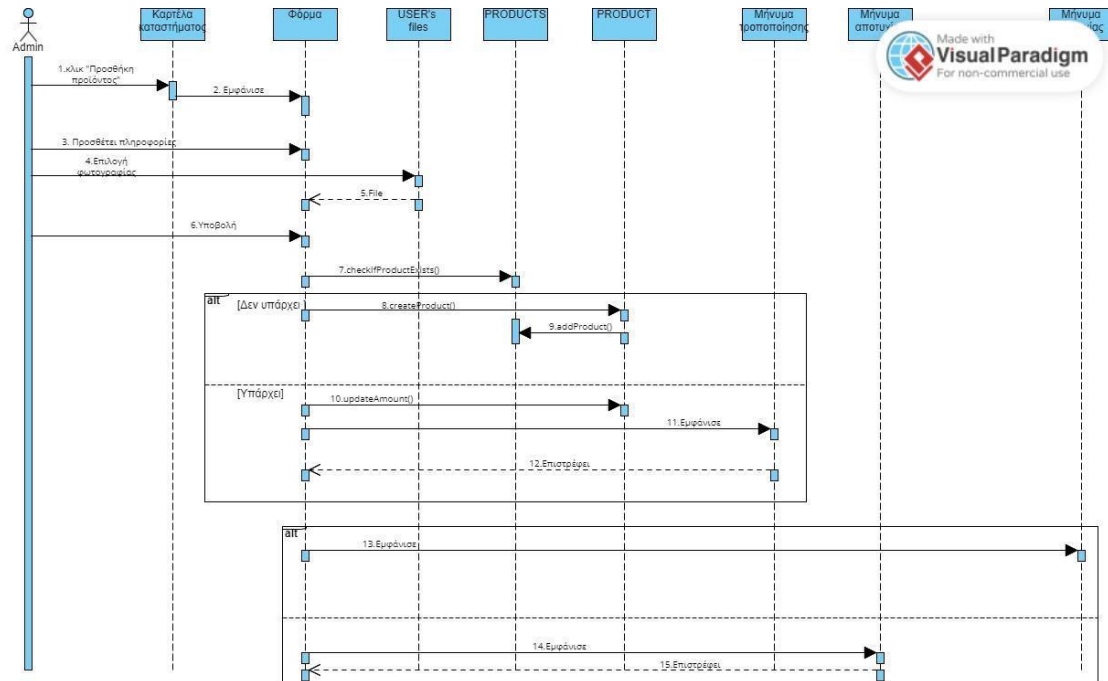 Admin
Καρτέλα
καταστήματος
Φόρμα
USER's
files
PRODUCTS
PRODUCT
Μήνυμα
τροποποίησης
Μήνυμα
Μήνυμα
Made with
Visual Paradigm
For non-commercial use
1.κλικ "Προσθήκη
προϊόντος"
2. Εμφάνισε
3. Προσθέτει πληροφορίες
4.Επιλογή
φωτογραφίας
5.File
6.Υποβολή
7.checkIfProductExists()
alt
[Δεν υπάρχει]
8.createProduct()
9.addProduct()
[Υπάρχει]
10.updateAmount()
11.Εμφάνισε
12.Επιστρέφει
alt
13.Εμφάνισε
14.Εμφάνισε
15.Επιστρέφει